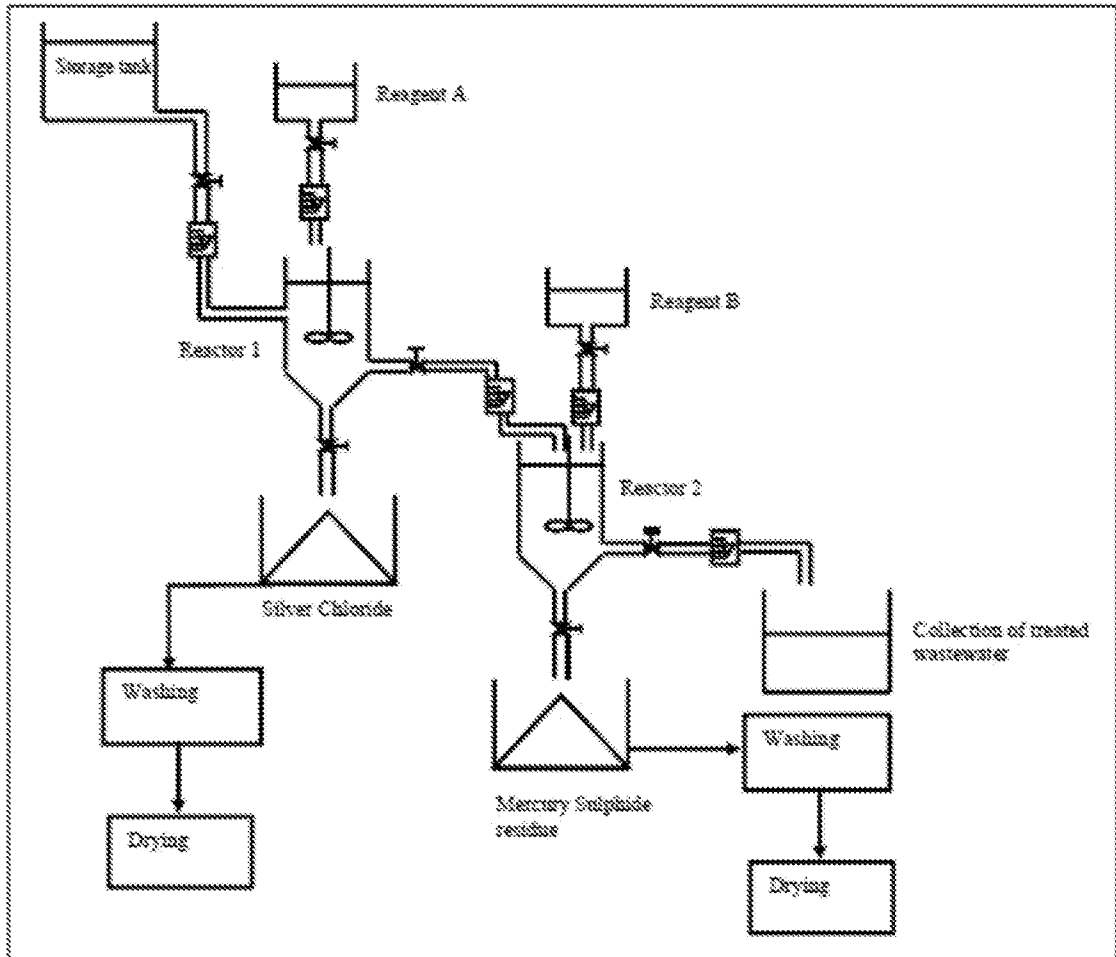 Storage tank
Reagent A
Reactor 1
Reagent B
Reactor 2
Silver Chloride
Collection of treated
wastewater
Washing
Washing
Mercury Sulphide
residue
Drying
Drying